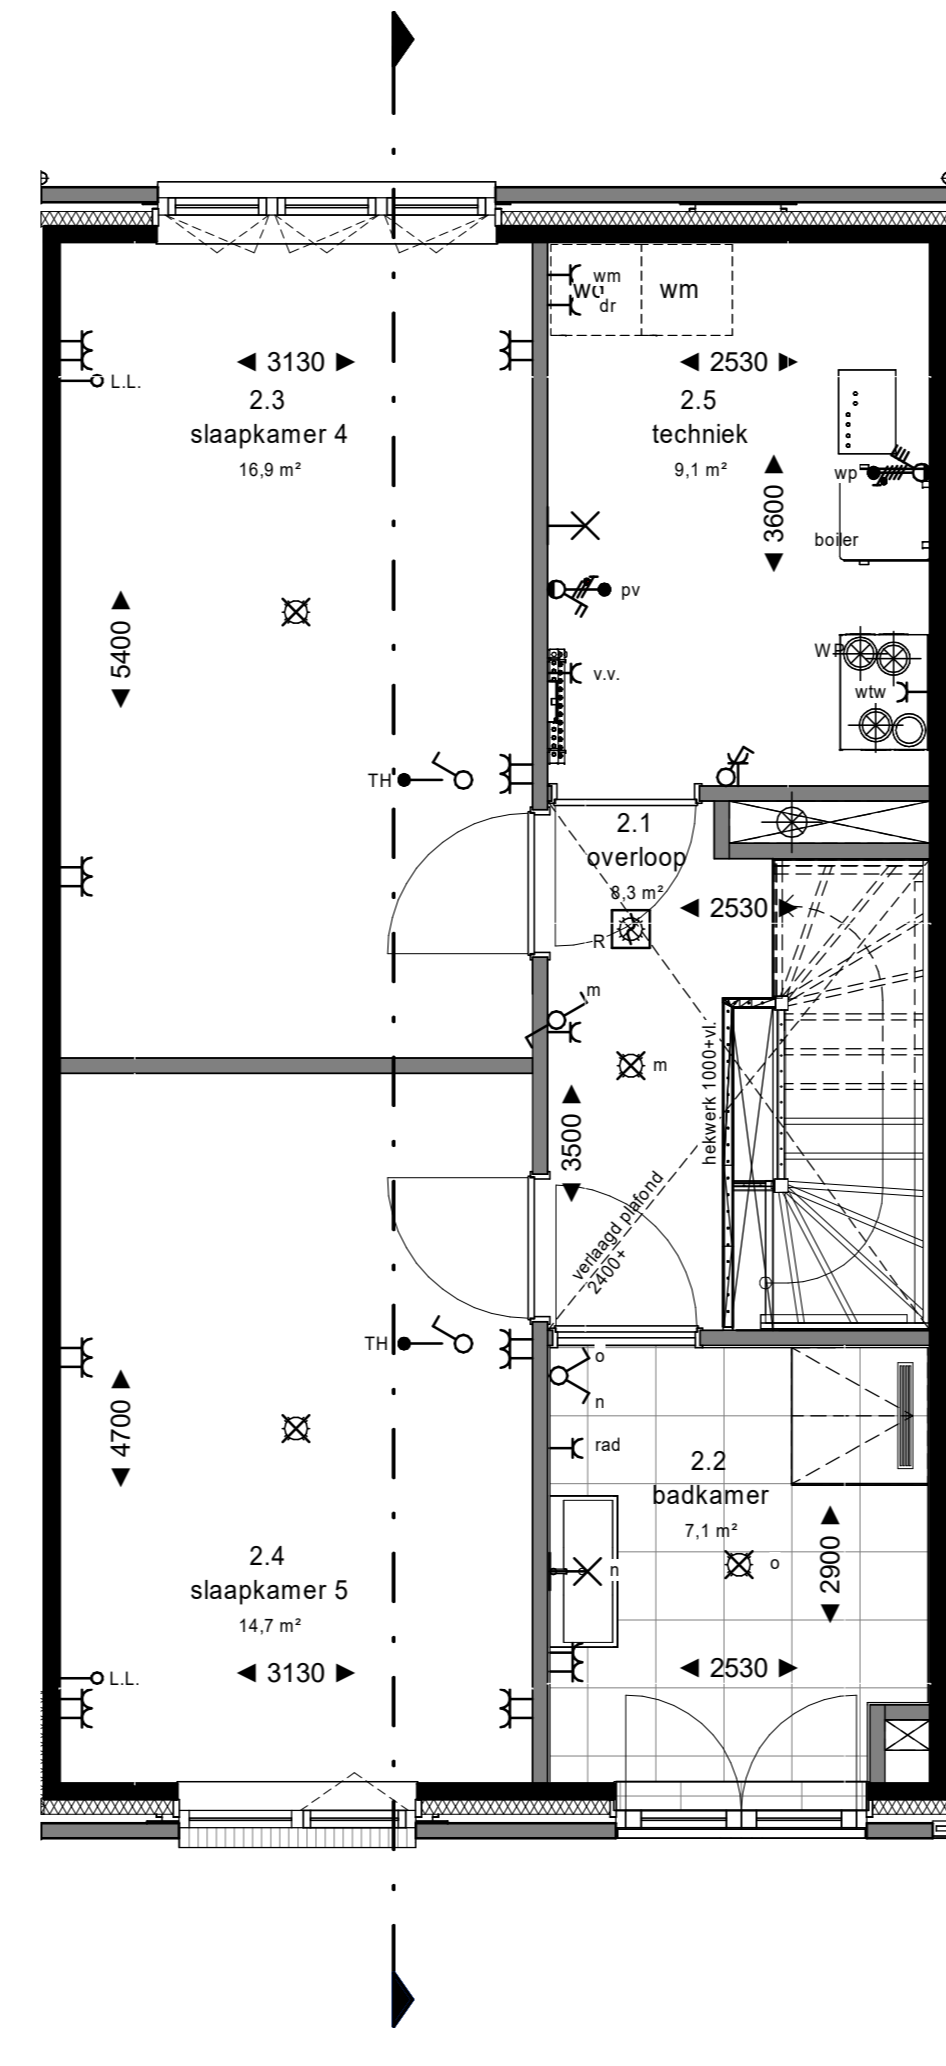 wm
wd
dr
wm
3130
2530
L.L.
2.3
slaapkamer 4
16,9 m²
2.5
techniek
9,1 m²
wp
3600
boiler
pv
5400
WP
v.v.
wtw
TH
2.1
overloop
8,3 m²
2530
R
m
m
hekwerk 1000+vl.
3500
verlaagd plafond
2400+
TH
o
n
4700
rad
2.2
badkamer
7,1 m²
2.4
slaapkamer 5
14,7 m²
o
n
2900
3130
2530
L.L.